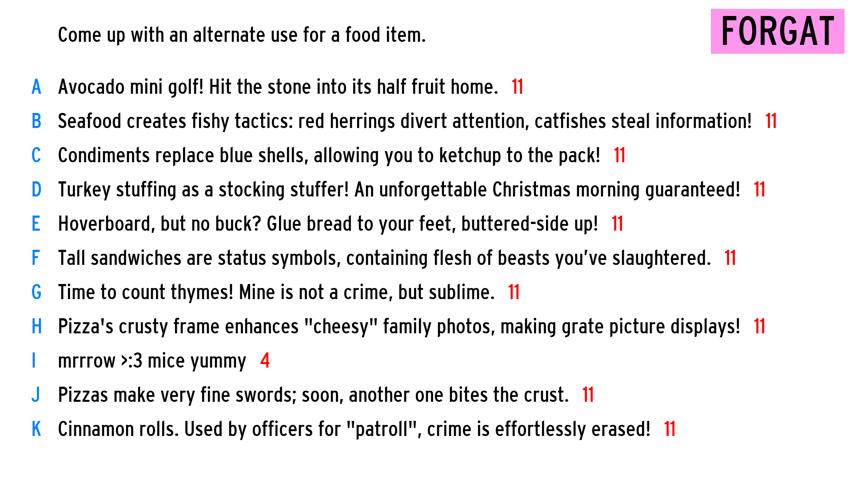 Come up with an alternate use for a food item.
FORGAT
A Avocado mini golf! Hit the stone into its half fruit home. 11
B Seafood creates fishy tactics: red herrings divert attention, catfishes steal information! 11
C Condiments replace blue shells, allowing you to ketchup to the pack! 11
D Turkey stuffing as a stocking stuffer! An unforgettable Christmas morning guaranteed! 11
E Hoverboard, but no buck? Glue bread to your feet, buttered-side up! 11
F Tall sandwiches are status symbols, containing flesh of beasts you've slaughtered. 11
G Time to count thymes! Mine is not a crime, but sublime. 11
H Pizza's crusty frame enhances "cheesy" family photos, making grate picture displays! 11
I mrrrow >:3 mice yummy 4
J Pizzas make very fine swords; soon, another one bites the crust. 11
K Cinnamon rolls. Used by officers for "patroll", crime is effortlessly erased! 11